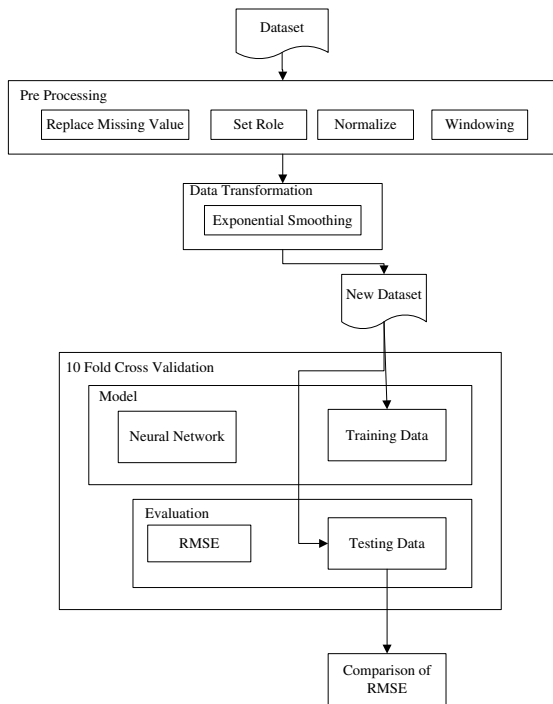 Dataset
Pre Processing
Replace Missing Value
Set Role
Normalize
Windowing
Data Transformation
Exponential Smoothing
New Dataset
10 Fold Cross Validation
Model
Neural Network
Training Data
Evaluation
RMSE
Testing Data
Comparison of
RMSE